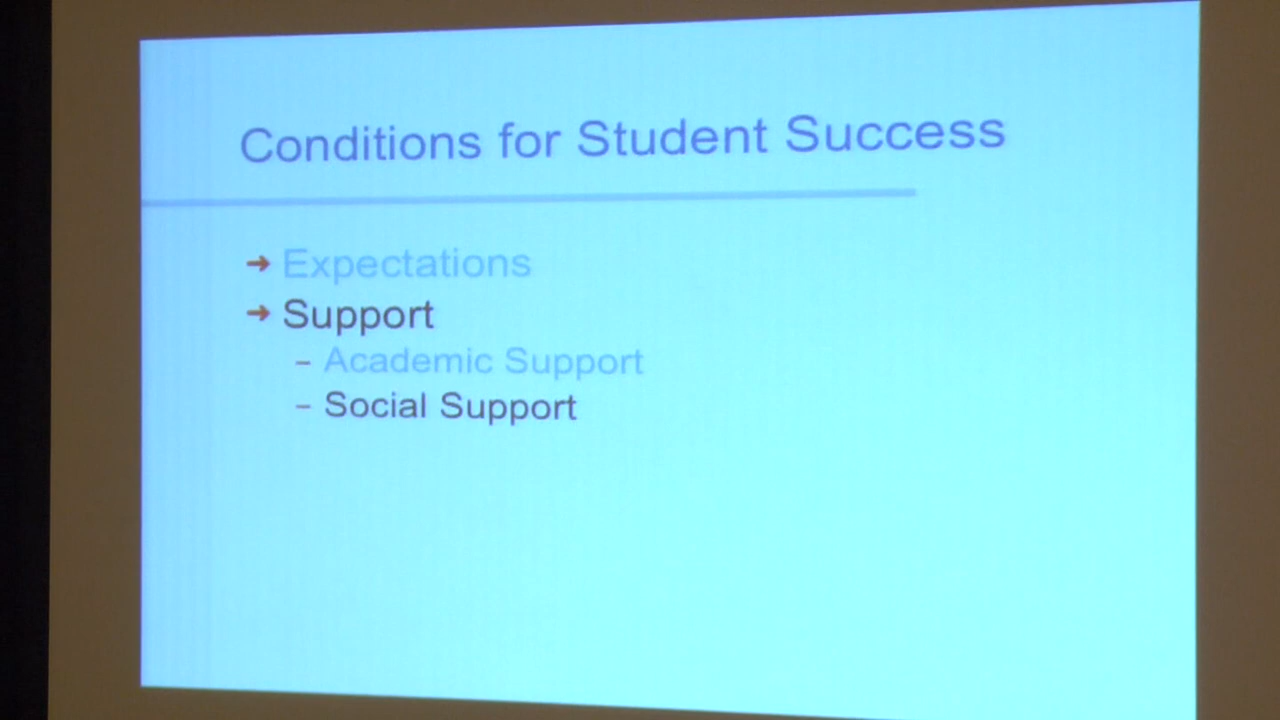 Conditions for Student Success
➔ Expectations
➔ Support
– Academic Support
– Social Support